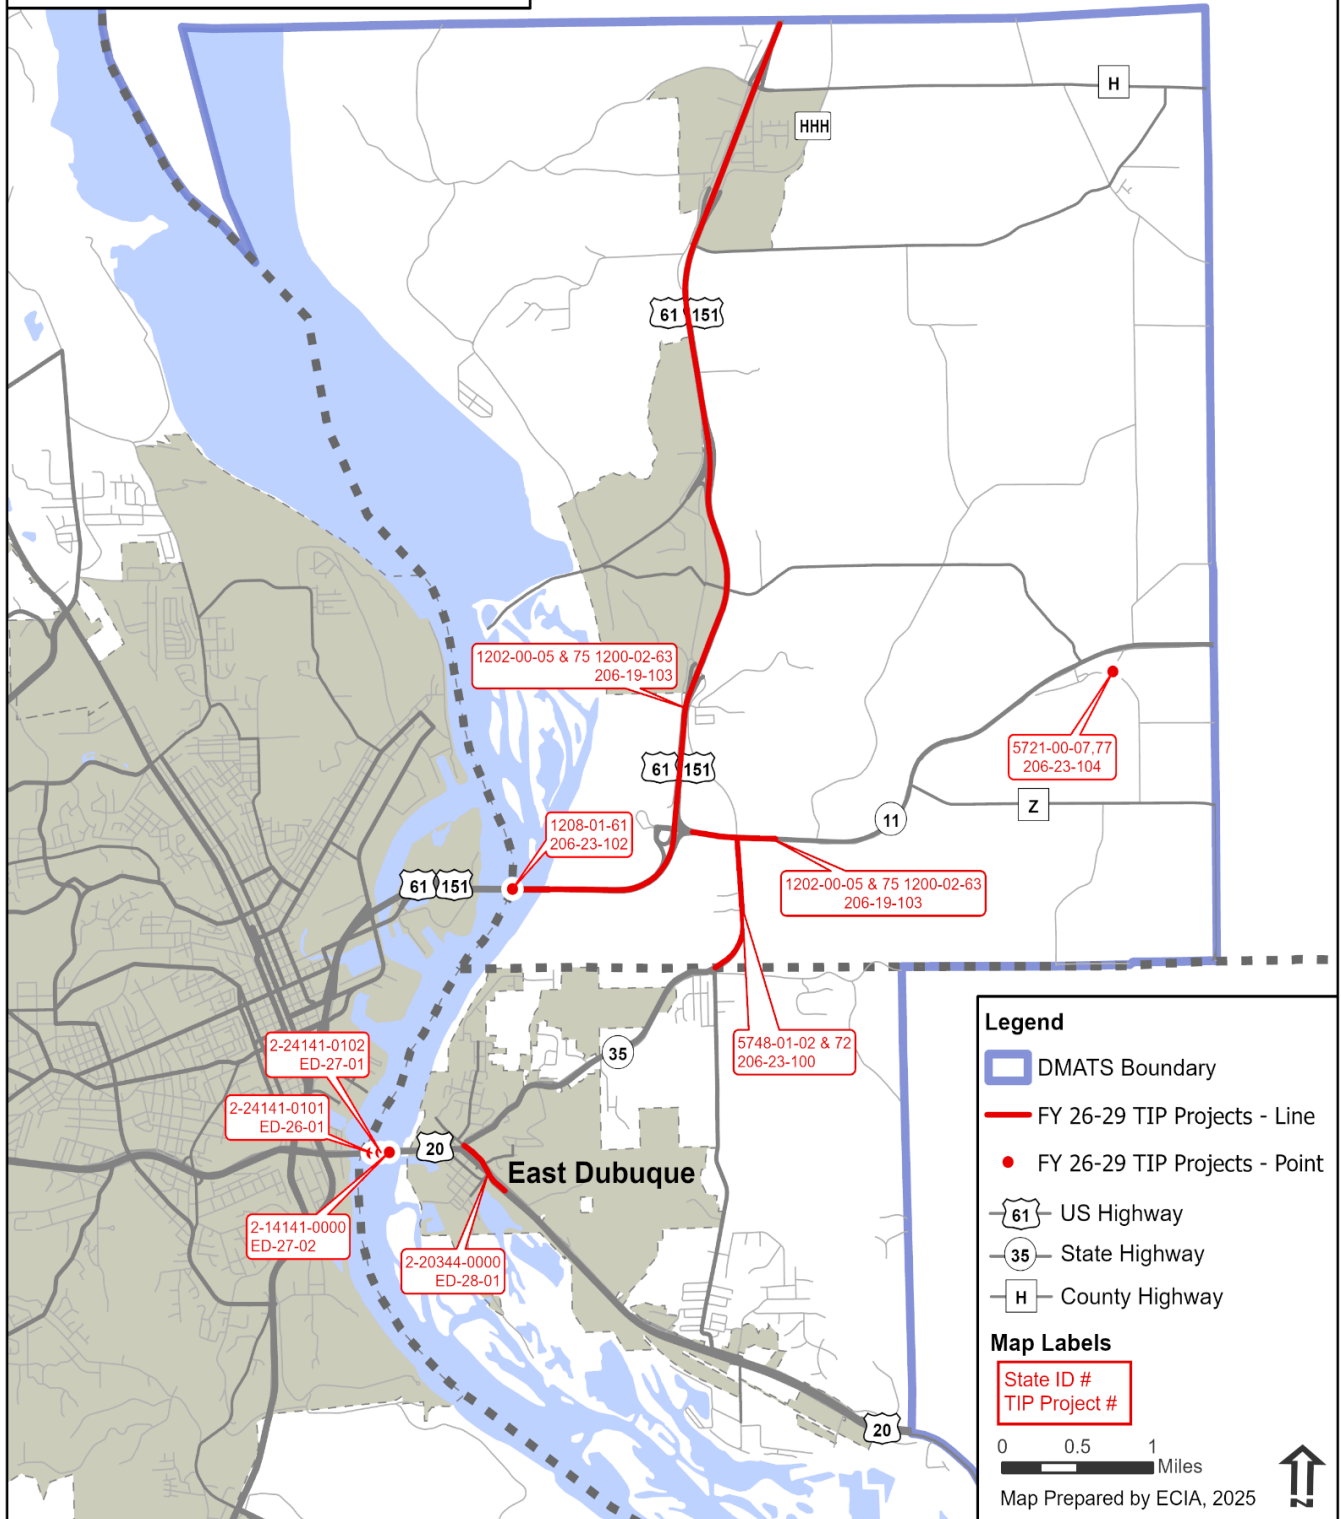 H
HHH
61 151
1202-00-05 & 75 1200-02-63
206-19-103
61 151
5721-00-07,77
206-23-104
Z
11
1208-01-61
206-23-102
61 151
1202-00-05 & 75 1200-02-63
206-19-103
5748-01-02 & 72
206-23-100
35
2-24141-0102
ED-27-01
2-24141-0101
ED-26-01
20
East Dubuque
2-14141-0000
ED-27-02
2-20344-0000
ED-28-01
20
Legend
DMATS Boundary
FY 26-29 TIP Projects - Line
FY 26-29 TIP Projects - Point
61 US Highway
35 State Highway
H County Highway
Map Labels
State ID #
TIP Project #
0 0.5 1
Miles
Map Prepared by ECIA, 2025
N